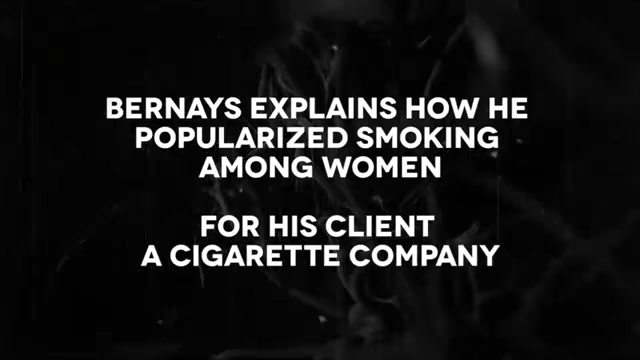 BERNAYS EXPLAINS HOW HE
POPULARIZED SMOKING
AMONG WOMEN
FOR HIS CLIENT
A CIGARETTE COMPANY